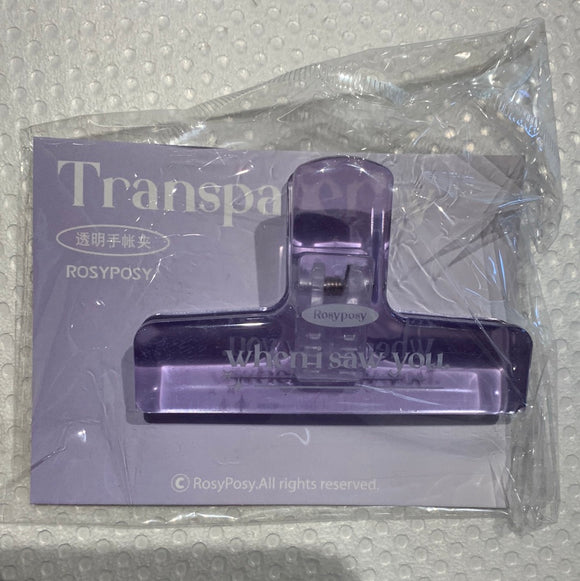 Transpa
透明手帐夹
ROSYPOSY
Rosyposy
when i saw you
© RosyPosy.All rights reserved.